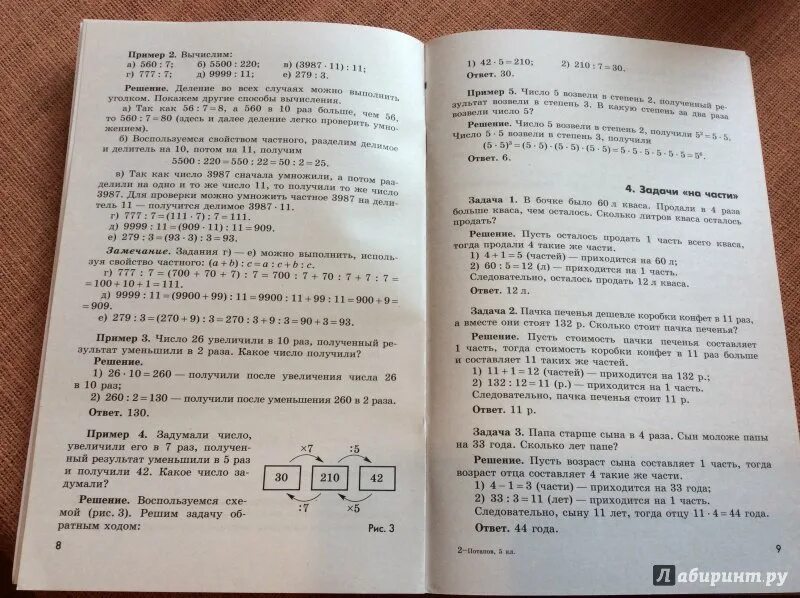 Пример 2. Вычислим:
а) 560 : 7; б) 5500 : 220; в) (3987 · 11) : 11;
г) 777 : 7; д) 9999 : 11; е) 279 : 3.
Решение. Деление во всех случаях можно выполнить
уголком. Покажем другие способы вычисления.
а) Так как 56 : 7 = 8, а 560 в 10 раз больше, чем 56,
то 560 : 7 = 80 (здесь и далее деление легко проверить умно-
жением).
б) Воспользуемся свойством частного, разделим делимое
и делитель на 10, потом на 11, получим
5500 : 220 = 550 : 22 = 50 : 2 = 25.
в) Так как число 3987 сначала умножили, а потом раз-
делили на одно и то же число 11, то получили то же число
3987. Для проверки можно умножить частное 3987 на дели-
тель 11 — получится делимое 3987 · 11.
г) 777 : 7 = (111 · 7) : 7 = 111.
д) 9999 : 11 = (909 · 11) : 11 = 909.
е) 279 : 3 = (93 · 3) : 3 = 93.
Замечание. Задания г) — е) можно выполнить, исполь-
зуя свойство частного: (a + b) : c = a : c + b : c.
г) 777 : 7 = (700 + 70 + 7) : 7 = 700 : 7 + 70 : 7 + 7 : 7 =
= 100 + 10 + 1 = 111.
д) 9999 : 11 = (9900 + 99) : 11 = 9900 : 11 + 99 : 11 = 900 + 9 =
= 909.
е) 279 : 3 = (270 + 9) : 3 = 270 : 3 + 9 : 3 = 90 + 3 = 93.
Пример 3. Число 26 увеличили в 10 раз, полученный ре-
зультат уменьшили в 2 раза. Какое число получили?
Решение.
1) 26 · 10 = 260 — получили после увеличения числа 26
в 10 раз;
2) 260 : 2 = 130 — получили после уменьшения 260 в 2 раза.
Ответ. 130.
Пример 4. Задумали число,
увеличили его в 7 раз, получен-
ный результат уменьшили в 5 раз
и получили 42. Какое число за-
думали?
Решение. Воспользуемся схе-
мой (рис. 3). Решим задачу об-
ратным ходом:
×7 :5
30 210 42
:7 ×5
Рис. 3
8
1) 42 · 5 = 210; 2) 210 : 7 = 30.
Ответ. 30.
Пример 5. Число 5 возвели в степень 2, полученный ре-
зультат возвели в степень 3. В какую степень за два раза
возвели число 5?
Решение. Число 5 возвели в степень 2, получили 5² = 5 · 5.
Число 5 · 5 возвели в степень 3, получили
(5 · 5)³ = (5 · 5) · (5 · 5) · (5 · 5) = 5 · 5 · 5 · 5 · 5 · 5 = 5⁶.
Ответ. 6.
4. Задачи «на части»
Задача 1. В бочке было 60 л кваса. Продали в 4 раза
больше кваса, чем осталось. Сколько литров кваса осталось
продать?
Решение. Пусть осталось продать 1 часть всего кваса,
тогда продали 4 такие же части.
1) 4 + 1 = 5 (частей) — приходится на 60 л;
2) 60 : 5 = 12 (л) — приходится на 1 часть.
Следовательно, осталось продать 12 л кваса.
Ответ. 12 л.
Задача 2. Пачка печенья дешевле коробки конфет в 11 раз,
а вместе они стоят 132 р. Сколько стоит пачка печенья?
Решение. Пусть стоимость пачки печенья составляет
1 часть, тогда стоимость коробки конфет в 11 раз больше
и составляет 11 таких же частей.
1) 11 + 1 = 12 (частей) — приходится на 132 р.;
2) 132 : 12 = 11 (р.) — приходится на 1 часть.
Следовательно, пачка печенья стоит 11 р.
Ответ. 11 р.
Задача 3. Папа старше сына в 4 раза. Сын моложе папы
на 33 года. Сколько лет папе?
Решение. Пусть возраст сына составляет 1 часть, тогда
возраст отца составляет 4 такие же части.
1) 4 − 1 = 3 (части) — приходится на 33 года;
2) 33 : 3 = 11 (лет) — приходится на 1 часть.
Следовательно, сыну 11 лет, тогда отцу 11 · 4 = 44 года.
Ответ. 44 года.
2—Потапов, 5 кл.
9
Лабиринт.ру